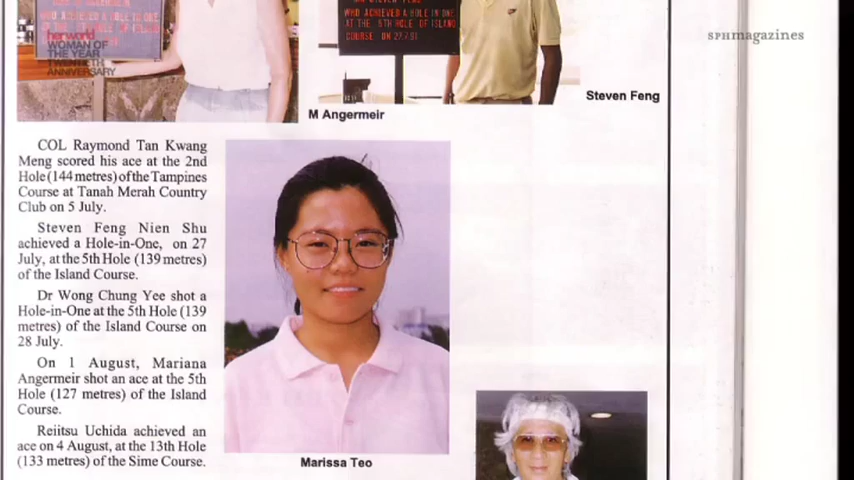 WHO ACHIEVED A HOLE IN ONE
AT THE 5TH HOLE OF ISLAND
COURSE ON 27.7.91
herworld
WOMAN OF
THE YEAR
TWENTIETH
ANNIVERSARY
SPHmagazines
Steven Feng
M Angermeir
COL Raymond Tan Kwang
Meng scored his ace at the 2nd
Hole (144 metres) of the Tampines
Course at Tanah Merah Country
Club on 5 July.
Steven Feng Nien Shu
achieved a Hole-in-One, on 27
July, at the 5th Hole (139 metres)
of the Island Course.
Dr Wong Chung Yee shot a
Hole-in-One at the 5th Hole (139
metres) of the Island Course on
28 July.
On 1 August, Mariana
Angermeir shot an ace at the 5th
Hole (127 metres) of the Island
Course.
Reiitsu Uchida achieved an
ace on 4 August, at the 13th Hole
(133 metres) of the Sime Course.
Marissa Teo